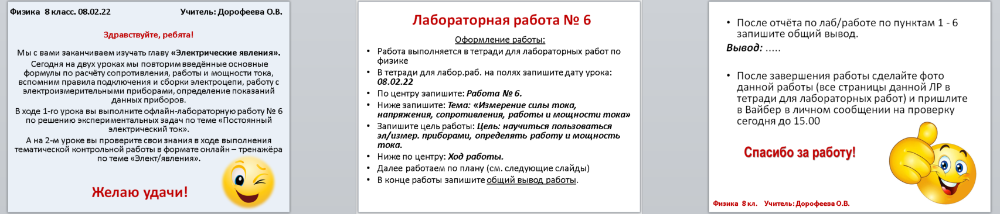 Физика 8 класс. 08.02.22 Учитель: Дорофеева О.В.
Здравствуйте, ребята!
Мы с вами заканчиваем изучать главу «Электрические явления».
Сегодня на двух уроках мы повторим введённые основные
формулы по расчёту сопротивления, работы и мощности тока,
вспомним правила подключения и сборки электроцепи, работу с
электроизмерительными приборами, определение показаний
данных приборов.
В ходе 1-го урока вы выполните офлайн-лабораторную работу № 6
по решению экспериментальных задач по теме «Постоянный
электрический ток».
А на 2-м уроке вы проверите свои знания в ходе выполнения
тематической контрольной работы в формате онлайн – тренажёра
по теме «Элект/явления».
Желаю удачи!
Лабораторная работа № 6
Оформление работы:
• Работа выполняется в тетради для лабораторных работ по
физике
• В тетради для лабор.раб. на полях запишите дату урока:
08.02.22
• По центру запишите: Работа № 6.
• Ниже запишите: Тема: «Измерение силы тока,
напряжения, сопротивления, работы и мощности тока»
• Запишите цель работы: Цель: научиться пользоваться
эл/измер. приборами, определять работу и мощность
тока.
• Ниже по центру: Ход работы.
• Далее работаем по плану (см. следующие слайды)
• В конце работы запишите общий вывод работы.
• После отчёта по лаб/работе по пунктам 1 - 6
запишите общий вывод.
Вывод: .....
• После завершения работы сделайте фото
данной работы (все страницы данной ЛР в
тетради для лабораторных работ) и пришлите
в Вайбер в личном сообщении на проверку
сегодня до 15.00
Спасибо за работу!
Физика 8 кл. Учитель: Дорофеева О.В.